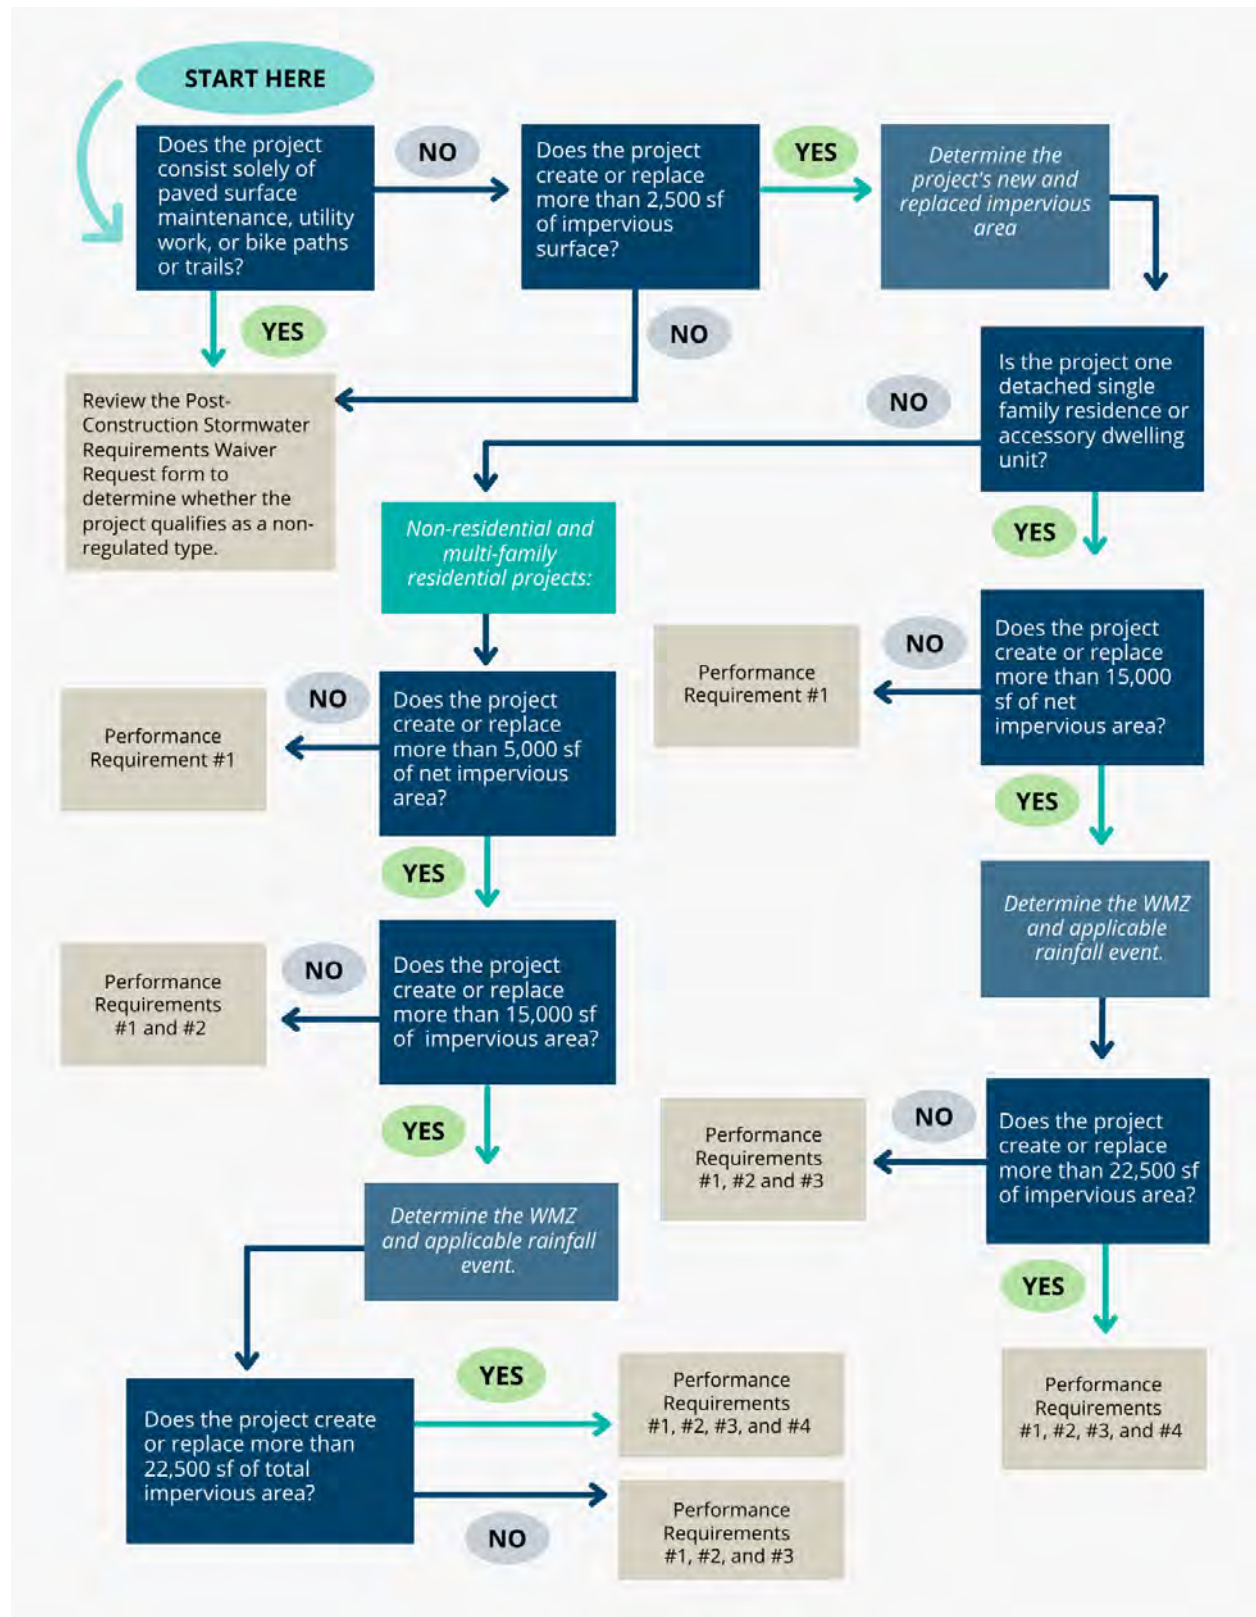 START HERE
Does the project
consist solely of
paved surface
maintenance, utility
work, or bike paths
or trails?
NO
Does the project
create or replace
more than 2,500 sf
of impervious
surface?
YES
Determine the
project's new and
replaced impervious
area
YES
NO
Review the Post-
Construction Stormwater
Requirements Waiver
Request form to
determine whether the
project qualifies as a non-
regulated type.
Is the project one
detached single
family residence or
accessory dwelling
unit?
NO
YES
Non-residential and
multi-family
residential projects:
Does the project
create or replace
more than 15,000
sf of net
impervious area?
NO
Performance
Requirement #1
YES
Does the project
create or replace
more than 5,000 sf
of net impervious
area?
NO
Performance
Requirement #1
YES
Determine the WMZ
and applicable
rainfall event.
Does the project
create or replace
more than 15,000 sf
of  impervious area?
NO
Performance
Requirements
#1 and #2
YES
Does the project
create or replace
more than 22,500 sf
of impervious area?
NO
Performance
Requirements
#1, #2 and #3
YES
Performance
Requirements
#1, #2, #3, and #4
Determine the WMZ
and applicable rainfall
event.
Does the project create
or replace more than
22,500 sf of total
impervious area?
YES
Performance
Requirements
#1, #2, #3, and #4
NO
Performance
Requirements
#1, #2, and #3